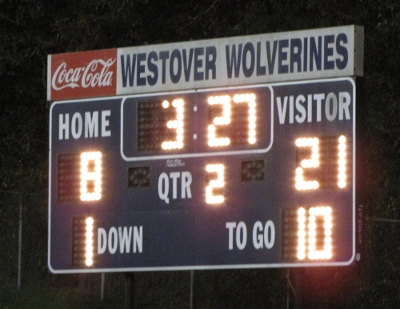 Coca-Cola WESTOVER WOLVERINES
HOME 3:27 VISITOR
8 QTR 2 21
1 DOWN TO GO 10